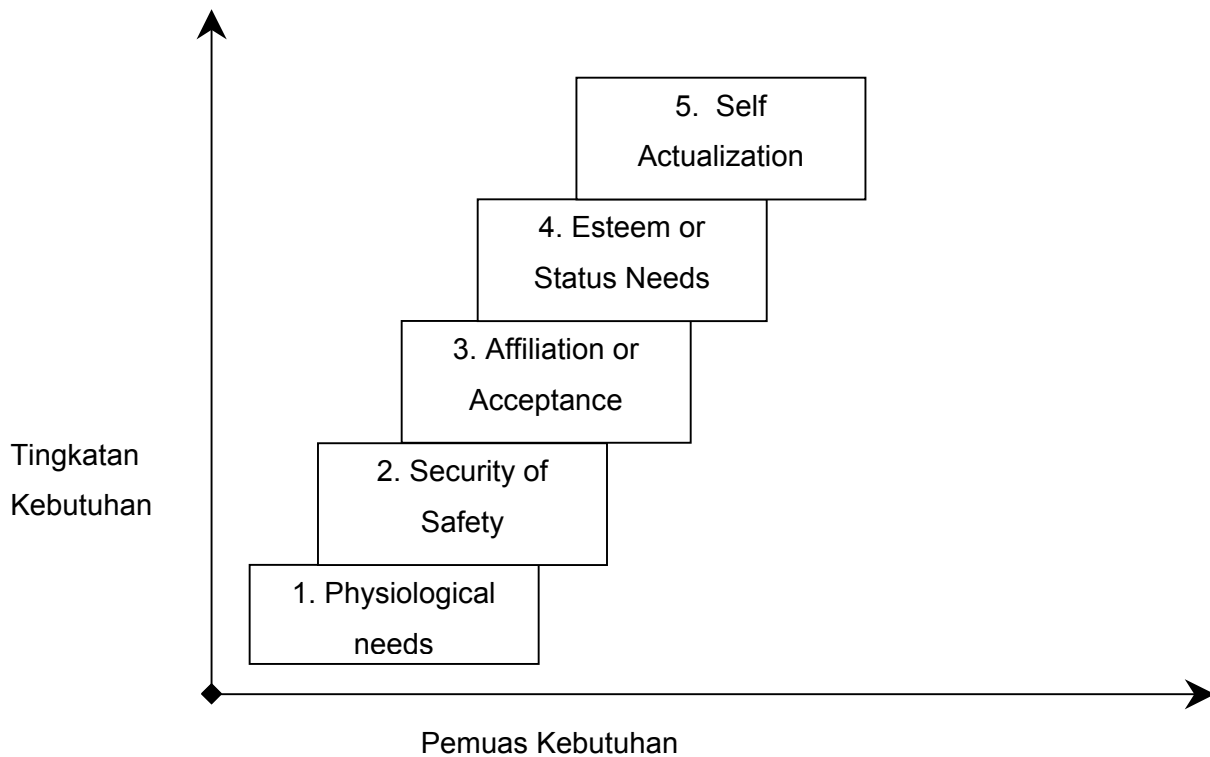 5. Self
Actualization
4. Esteem or
Status Needs
3. Affiliation or
Acceptance
Tingkatan
Kebutuhan
2. Security of
Safety
1. Physiological
needs
Pemuas Kebutuhan